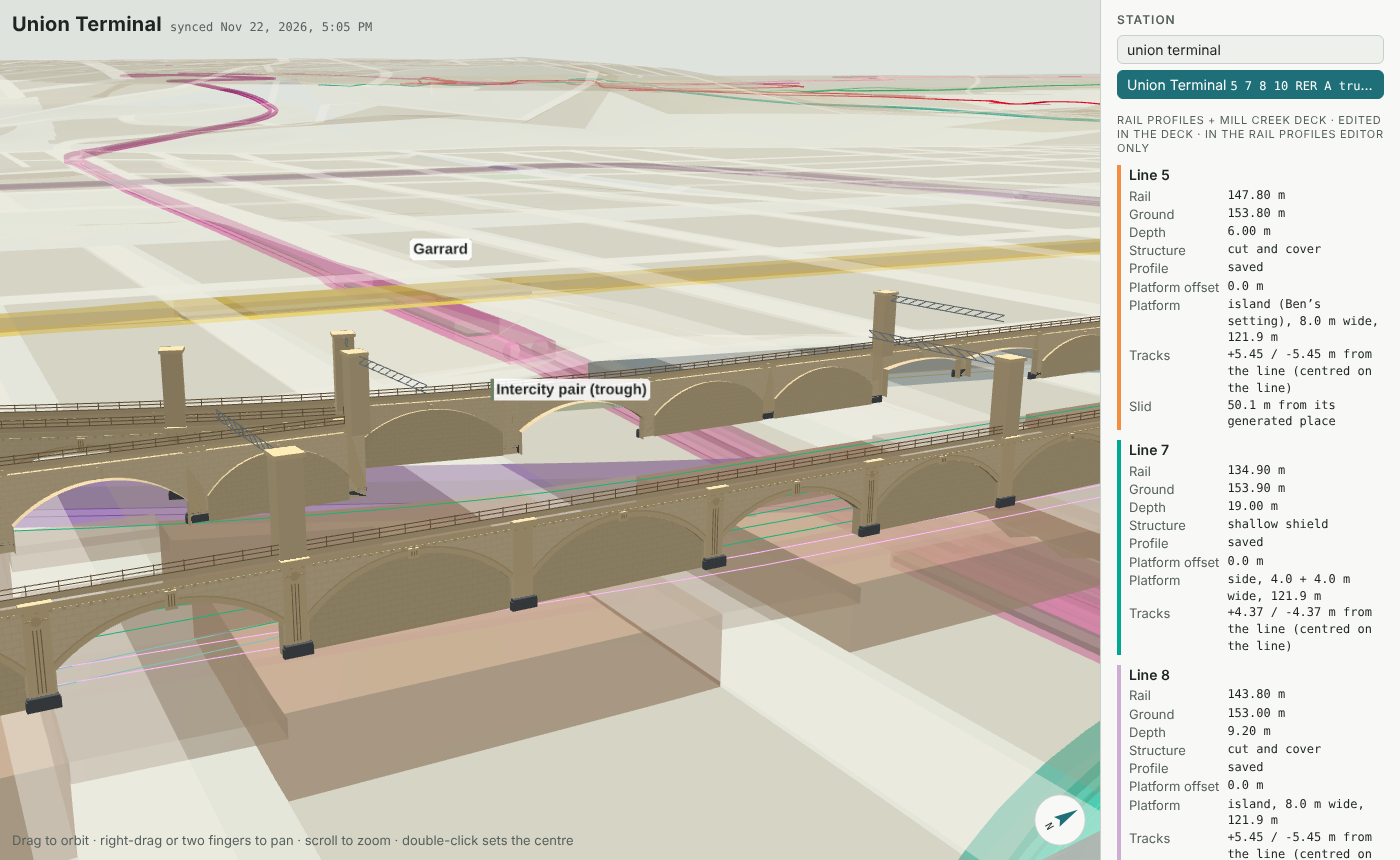 Union Terminal synced Nov 22, 2026, 5:05 PM
Garrard
Intercity pair (trough)
Drag to orbit · right-drag or two fingers to pan · scroll to zoom · double-click sets the centre
N
STATION
union terminal
Union Terminal 5 7 8 10 RER A tru…
RAIL PROFILES + MILL CREEK DECK · EDITED
IN THE DECK · IN THE RAIL PROFILES EDITOR
ONLY
Line 5
Rail 147.80 m
Ground 153.80 m
Depth 6.00 m
Structure cut and cover
Profile saved
Platform offset 0.0 m
Platform island (Ben’s
setting), 8.0 m wide,
121.9 m
Tracks +5.45 / -5.45 m from
the line (centred on
the line)
Slid 50.1 m from its
generated place
Line 7
Rail 134.90 m
Ground 153.90 m
Depth 19.00 m
Structure shallow shield
Profile saved
Platform offset 0.0 m
Platform side, 4.0 + 4.0 m
wide, 121.9 m
Tracks +4.37 / -4.37 m from
the line (centred on
the line)
Line 8
Rail 143.80 m
Ground 153.00 m
Depth 9.20 m
Structure cut and cover
Profile saved
Platform offset 0.0 m
Platform island, 8.0 m wide,
121.9 m
Tracks +5.45 / -5.45 m from
the line (centred on